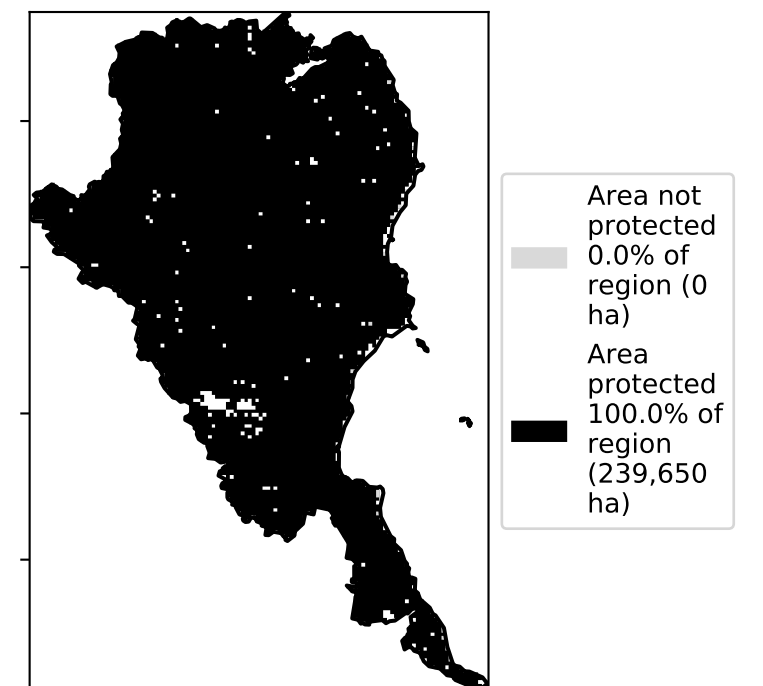 Area not
protected
0.0% of
region (0
ha)
Area
protected
100.0% of
region
(239,650
ha)